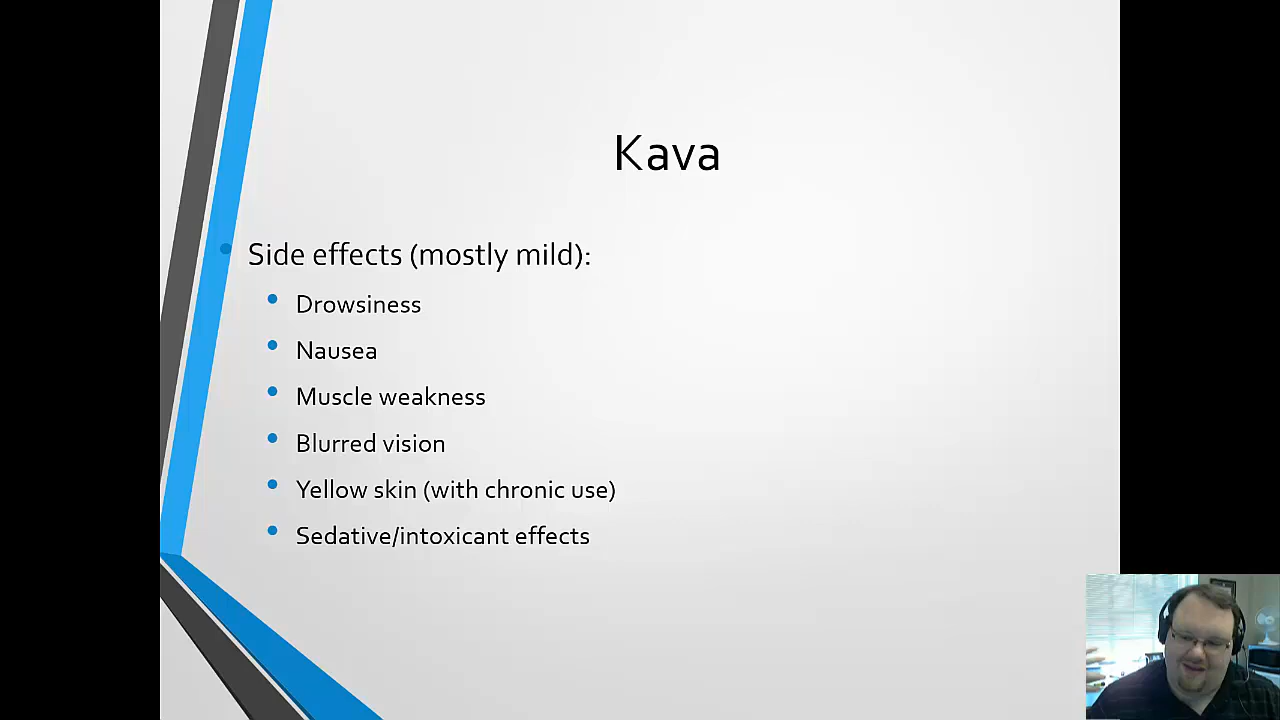 Kava
Side effects (mostly mild):
Drowsiness
Nausea
Muscle weakness
Blurred vision
Yellow skin (with chronic use)
Sedative/intoxicant effects